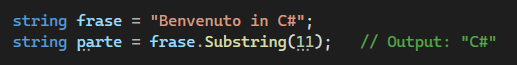 string frase = "Benvenuto in C#";
string parte = frase.Substring(11);   // Output: "C#"